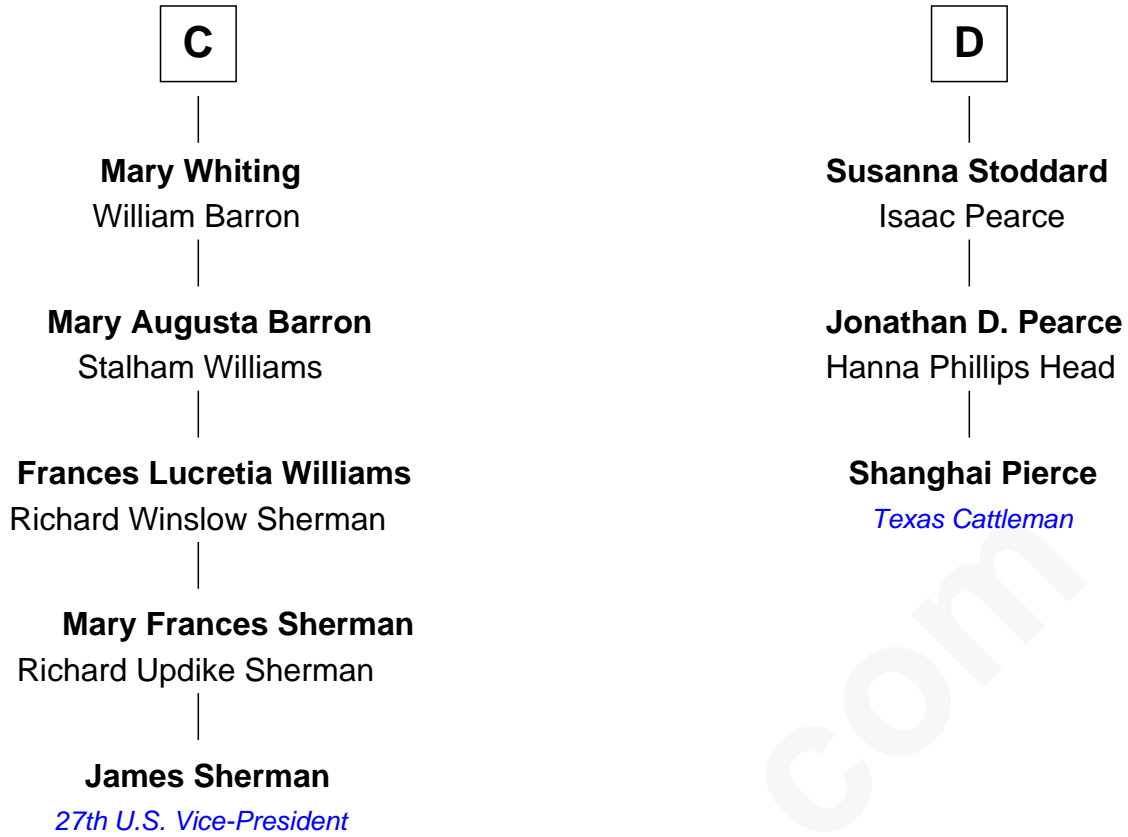 C
Mary Whiting
William Barron
Mary Augusta Barron
Stalham Williams
Frances Lucretia Williams
Richard Winslow Sherman
Mary Frances Sherman
Richard Updike Sherman
James Sherman
27th U.S. Vice-President
D
Susanna Stoddard
Isaac Pearce
Jonathan D. Pearce
Hanna Phillips Head
Shanghai Pierce
Texas Cattleman
com